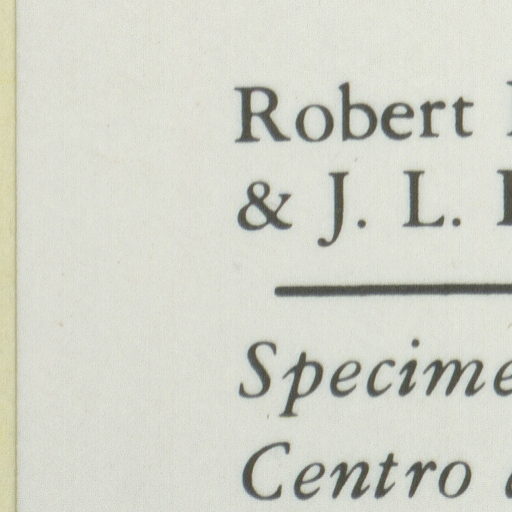 Robert
& J. L.
Specime
Centro